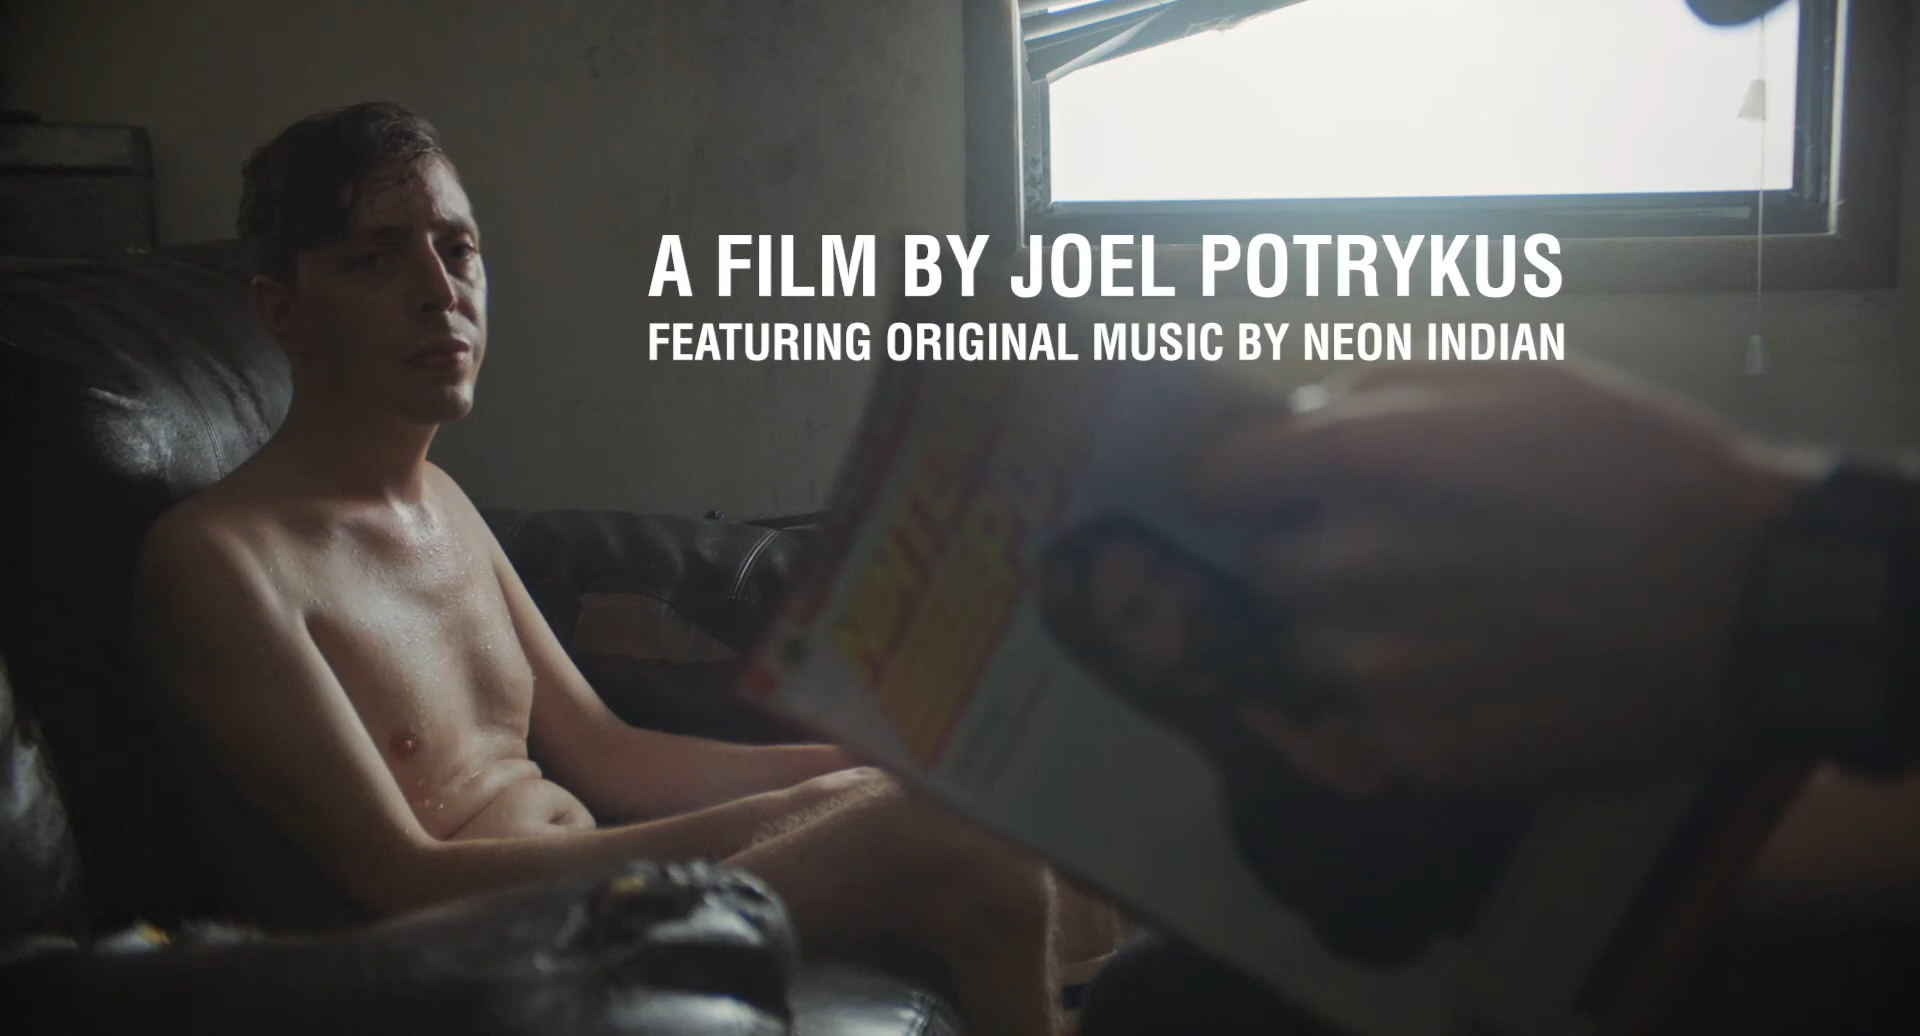 A FILM BY JOEL POTRYKUS
FEATURING ORIGINAL MUSIC BY NEON INDIAN